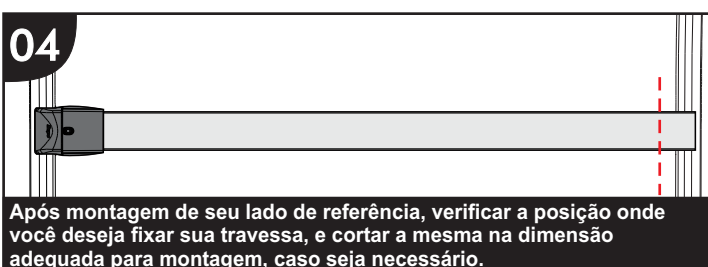 04
Após montagem de seu lado de referência, verificar a posição onde
você deseja fixar sua travessa, e cortar a mesma na dimensão
adequada para montagem, caso seja necessário.